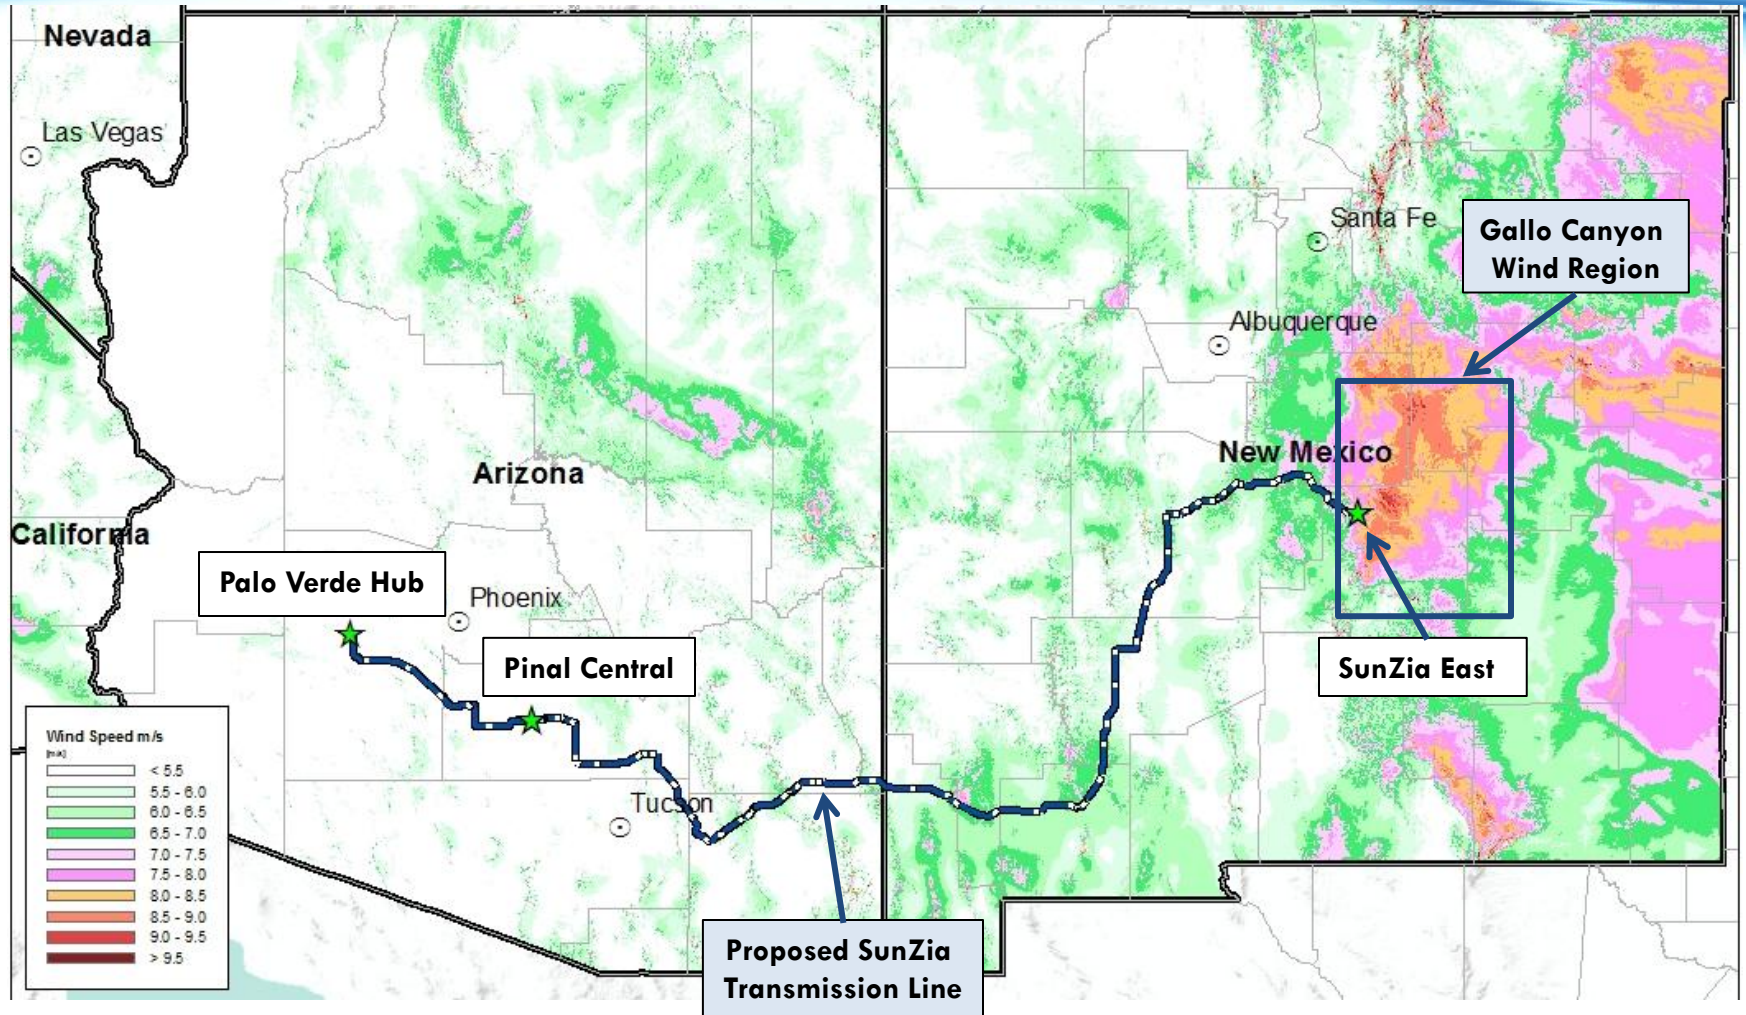 Nevada
Las Vegas
Santa Fe
Gallo Canyon
Wind Region
Albuquerque
New Mexico
Arizona
California
Palo Verde Hub
Phoenix
Pinal Central
SunZia East
Tucson
Proposed SunZia
Transmission Line
Wind Speed m/s
[m/s]
< 5.5
5.5 - 6.0
6.0 - 6.5
6.5 - 7.0
7.0 - 7.5
7.5 - 8.0
8.0 - 8.5
8.5 - 9.0
9.0 - 9.5
> 9.5